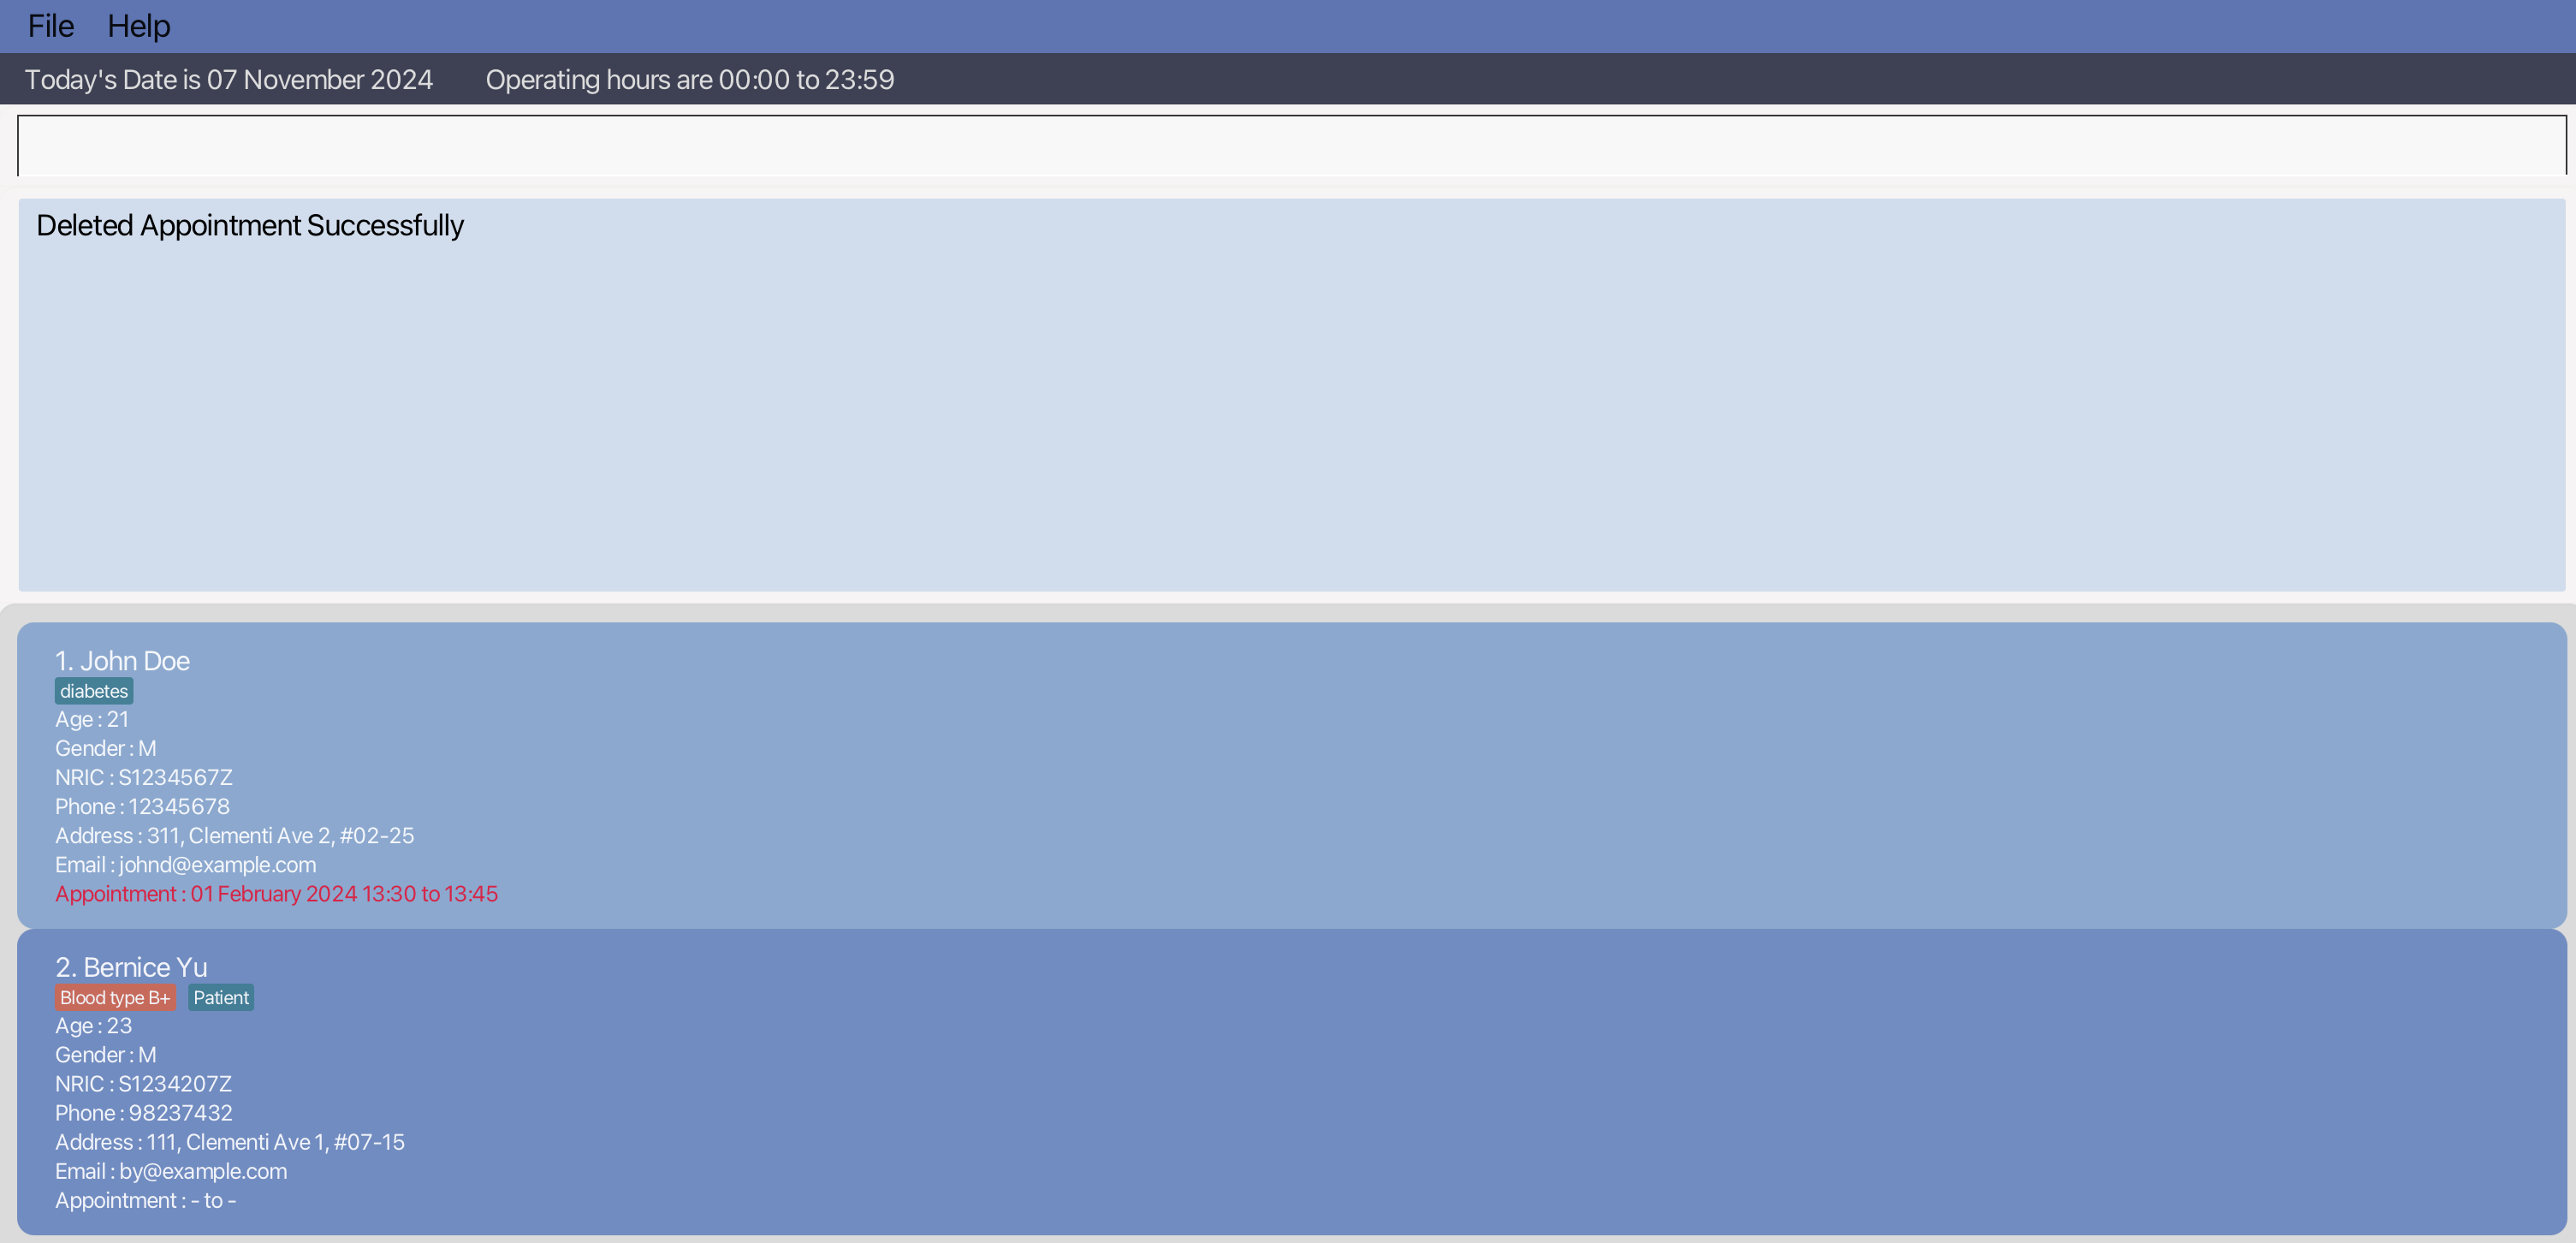 File Help
Today's Date is 07 November 2024 Operating hours are 00:00 to 23:59
Deleted Appointment Successfully
1. John Doe
diabetes
Age : 21
Gender : M
NRIC : S1234567Z
Phone : 12345678
Address : 311, Clementi Ave 2, #02-25
Email : johnd@example.com
Appointment : 01 February 2024 13:30 to 13:45
2. Bernice Yu
Blood type B+ Patient
Age : 23
Gender : M
NRIC : S1234207Z
Phone : 98237432
Address : 111, Clementi Ave 1, #07-15
Email : by@example.com
Appointment : - to -